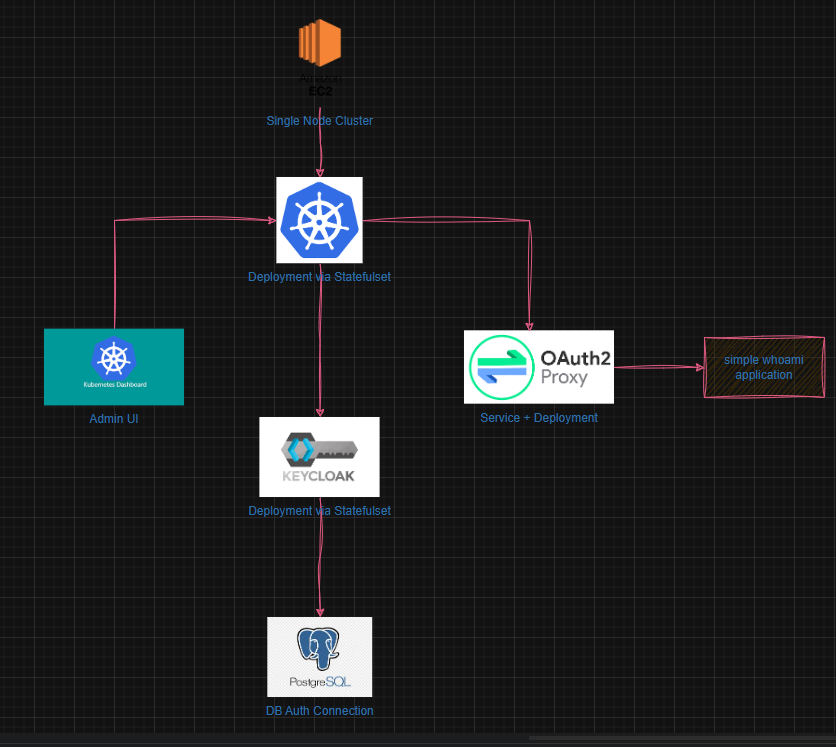 Amazon
EC2
Single Node Cluster
Deployment via Statefulset
Kubernetes Dashboard
Admin UI
OAuth2
Proxy
Service + Deployment
simple whoami
application
KEYCLOAK
Deployment via Statefulset
PostgreSQL
DB Auth Connection